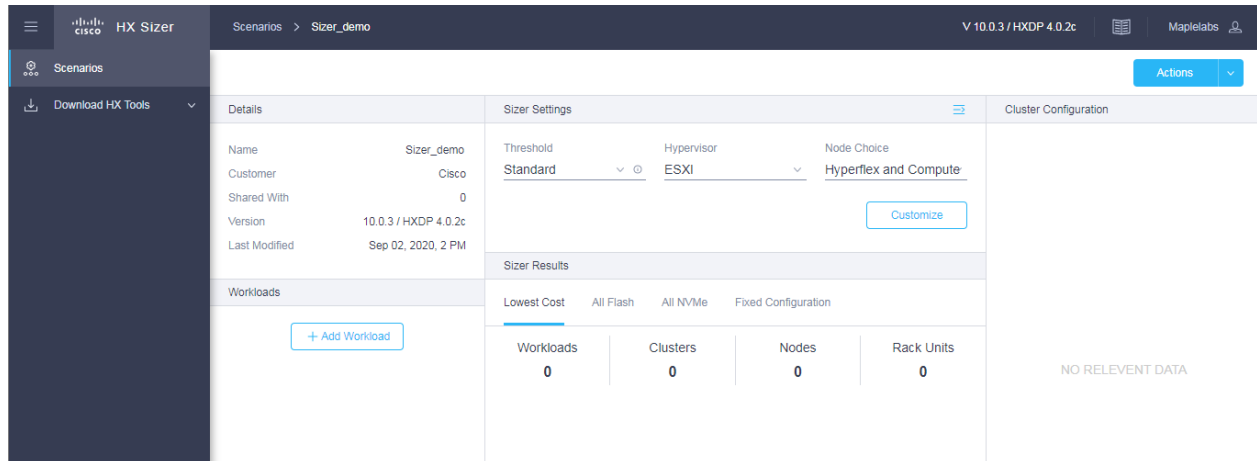 cisco HX Sizer
Scenarios > Sizer_demo
V 10.0.3 / HXDP 4.0.2c
Maplelabs
Scenarios
Download HX Tools
Actions
Details
Name Sizer_demo
Customer Cisco
Shared With 0
Version 10.0.3 / HXDP 4.0.2c
Last Modified Sep 02, 2020, 2 PM
Workloads
+ Add Workload
Sizer Settings
Threshold Hypervisor Node Choice
Standard ESXI Hyperflex and Compute
Customize
Sizer Results
Lowest Cost All Flash All NVMe Fixed Configuration
Workloads Clusters Nodes Rack Units
0 0 0 0
Cluster Configuration
NO RELEVENT DATA